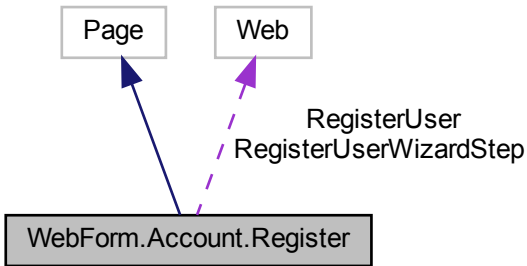 Page
Web
RegisterUser
RegisterUserWizardStep
WebForm.Account.Register